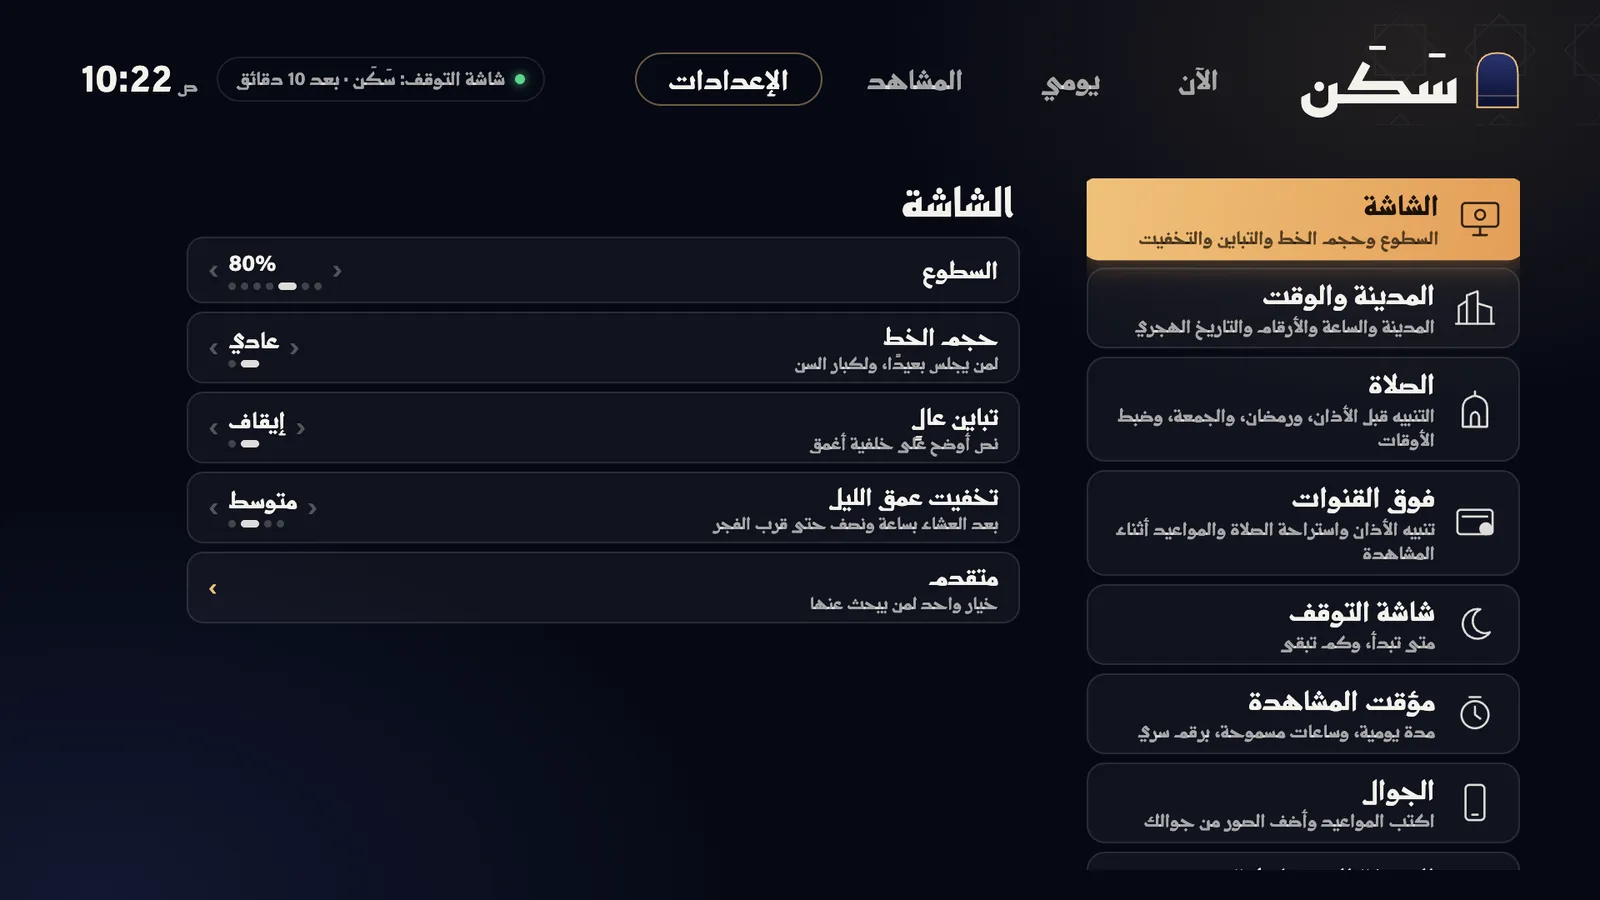 سَكَن
الآن
يومي
المشاهد
الإعدادات
شاشة التوقف: سَكَن · بعد 10 دقائق
10:22 ص
الشاشة
السطوع وحجم الخط والتباين والتخفيت
المدينة والوقت
المدينة والساعة والأرقام والتاريخ الهجري
الصلاة
التنبيه قبل الأذان، ورمضان، والجمعة، وضبط
الأوقات
فوق القنوات
تنبيه الأذان واستراحة الصلاة والمواعيد أثناء
المشاهدة
شاشة التوقف
متى تبدأ، وكم تبقى
مؤقت المشاهدة
مدة يومية، وساعات مسموحة، برقم سري
الجوال
اكتب المواعيد وأضف الصور من جوالك
الشاشة
السطوع
80%
حجم الخط
لمن يجلس بعيدًا، ولكبار السن
عادي
تباين عالٍ
نص أوضح على خلفية أغمق
إيقاف
تخفيت عمق الليل
بعد العشاء بساعة ونصف حتى قرب الفجر
متوسط
متقدم
خيار واحد لمن يبحث عنها